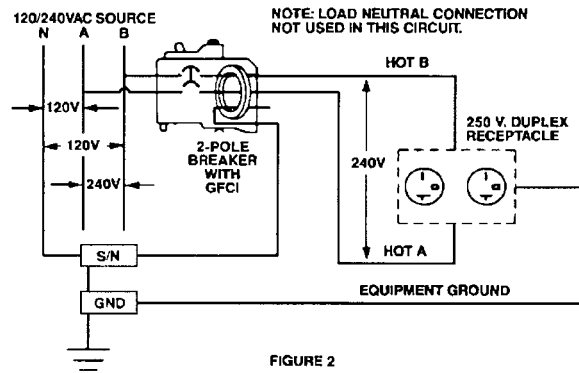 120/240VAC SOURCE
N A B
NOTE: LOAD NEUTRAL CONNECTION
NOT USED IN THIS CIRCUIT.
HOT B
120V
120V
240V
2-POLE
BREAKER
WITH
GFCI
240V
250 V. DUPLEX
RECEPTACLE
S/N
HOT A
GND
EQUIPMENT GROUND
FIGURE 2